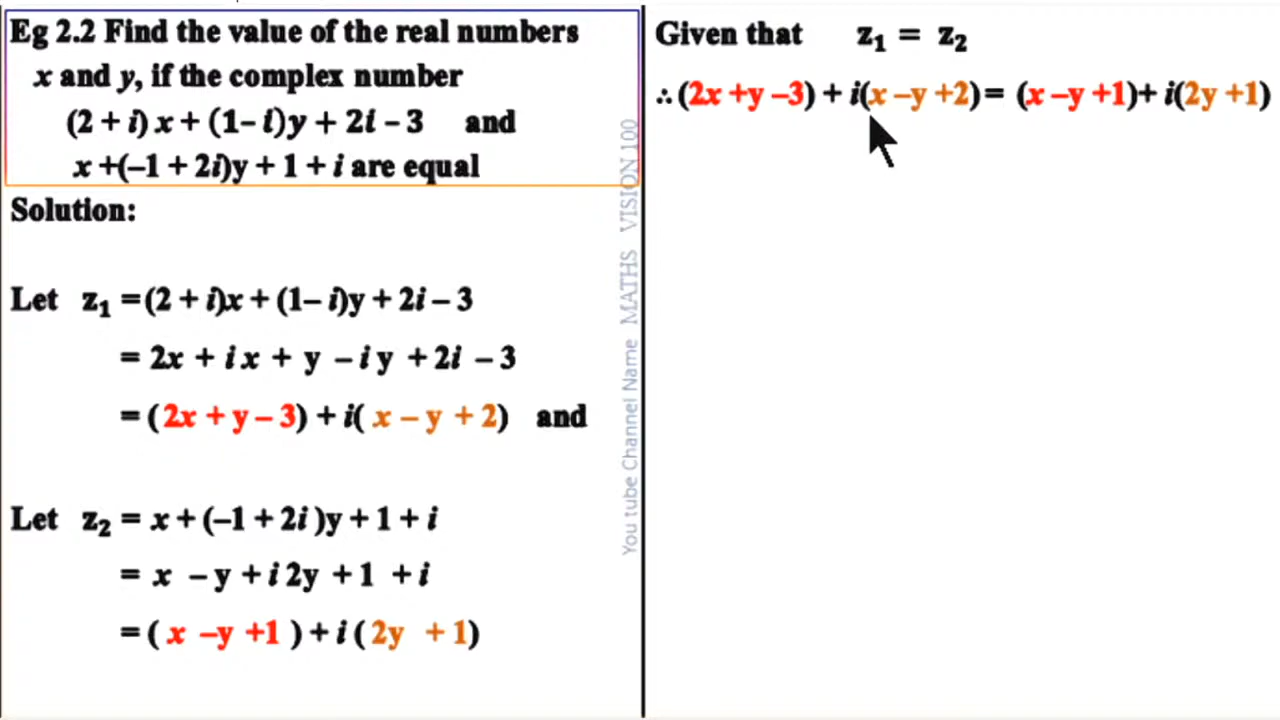 Eg 2.2 Find the value of the real numbers
x and y, if the complex number
(2 + i) x + (1– i)y + 2i – 3 and
x +(–1 + 2i)y + 1 + i are equal
Solution:
Let z₁ =(2 + i)x + (1– i)y + 2i – 3
= 2x + i x + y – i y + 2i – 3
= (2x + y – 3) + i( x – y + 2) and
Let z₂ = x + (–1 + 2i )y + 1 + i
= x – y + i 2y + 1 + i
= ( x –y +1 ) + i ( 2y + 1)
You tube Channel Name MATHS VISION 100
Given that z₁ = z₂
∴ (2x +y –3) + i(x –y +2) = (x –y +1)+ i(2y +1)